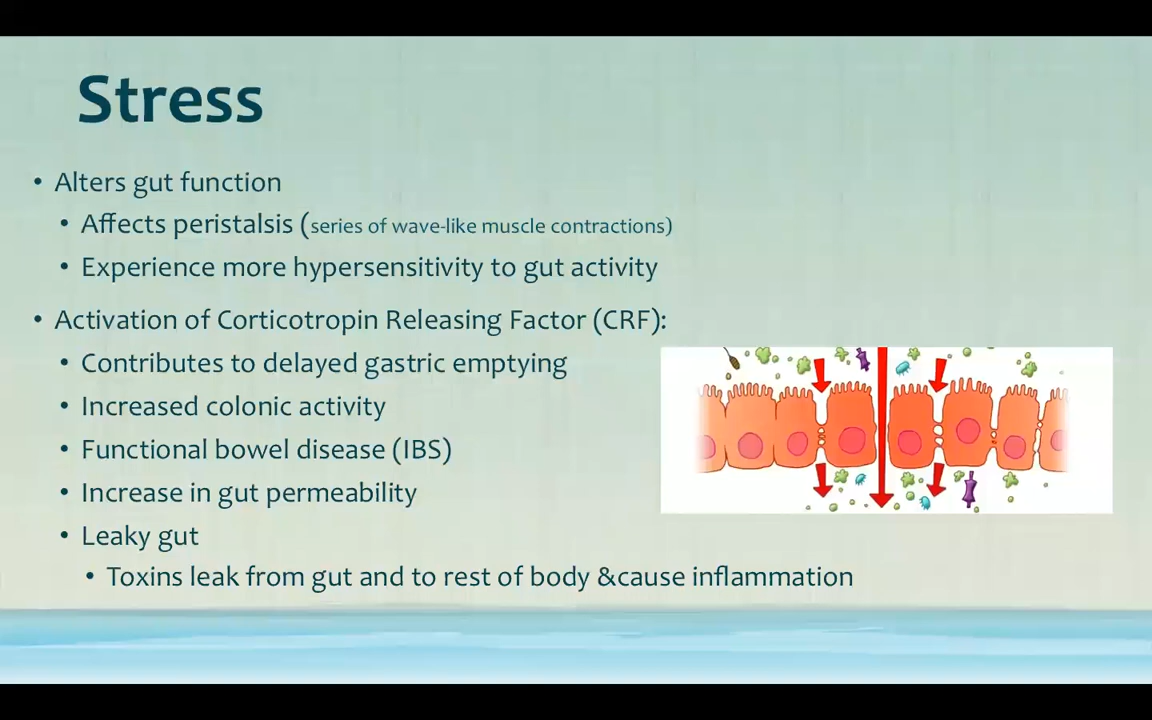 Stress
• Alters gut function
• Affects peristalsis (series of wave-like muscle contractions)
• Experience more hypersensitivity to gut activity
• Activation of Corticotropin Releasing Factor (CRF):
• Contributes to delayed gastric emptying
• Increased colonic activity
• Functional bowel disease (IBS)
• Increase in gut permeability
• Leaky gut
• Toxins leak from gut and to rest of body &cause inflammation